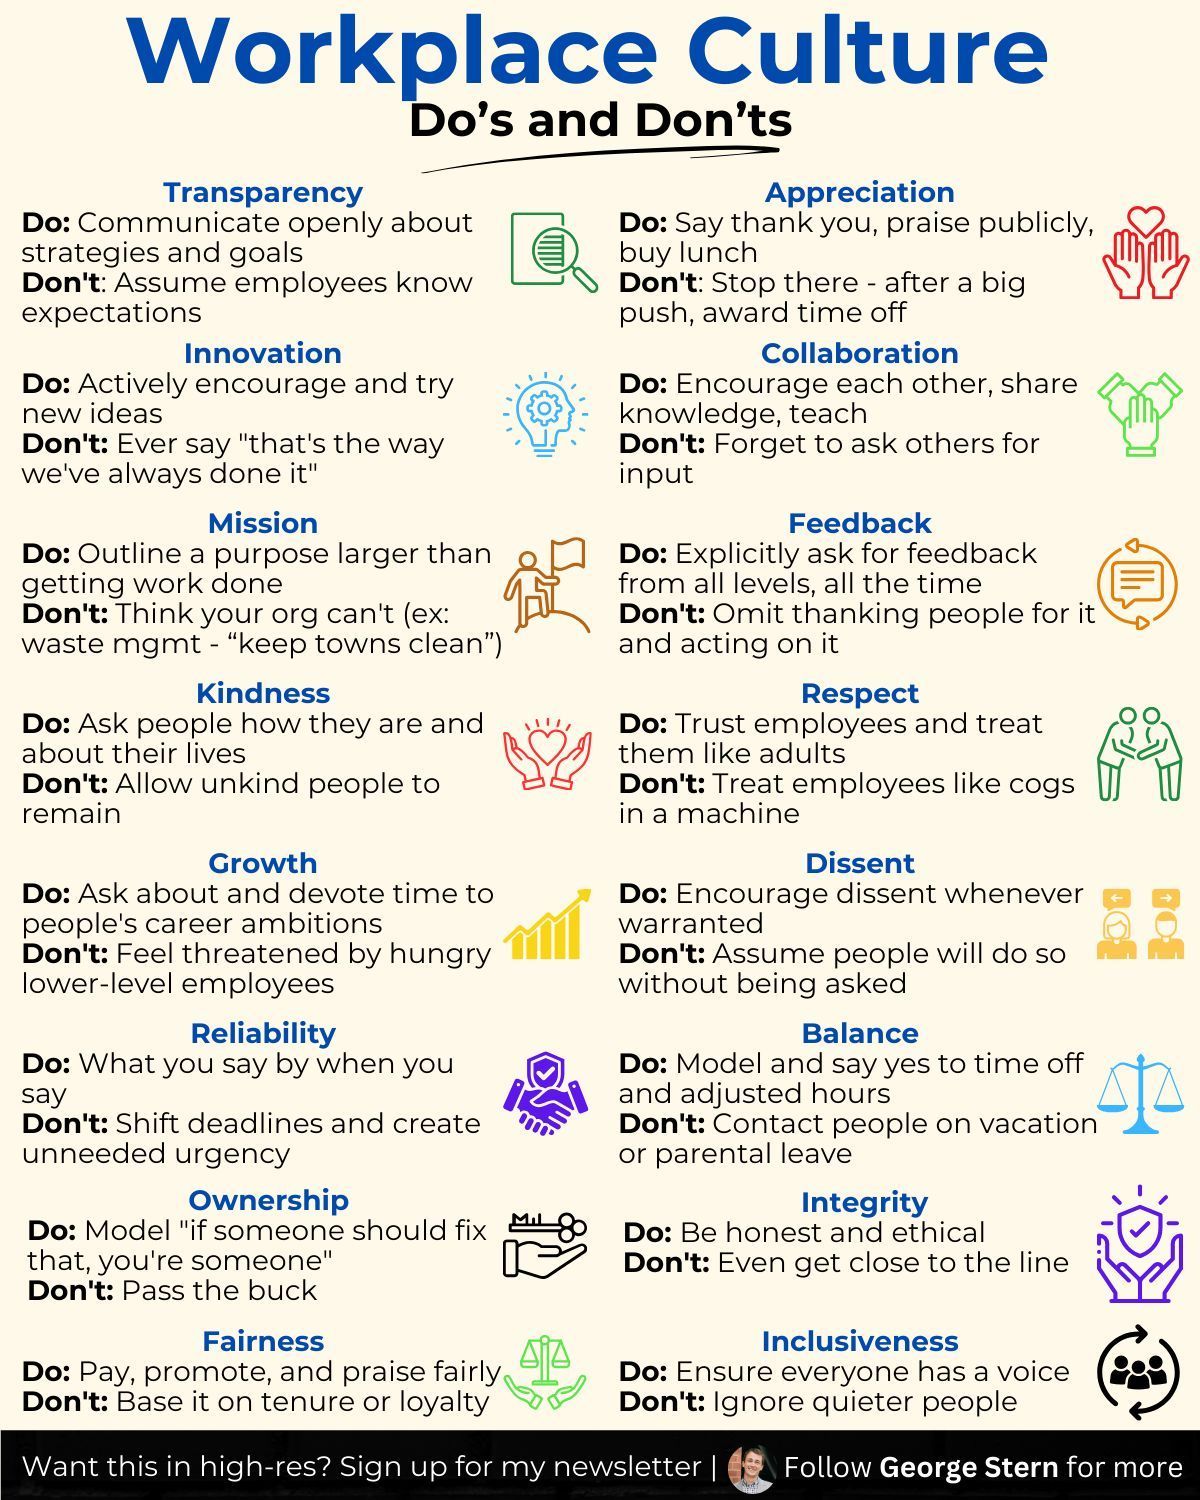 Workplace Culture
Do’s and Don’ts
Transparency
Do: Communicate openly about
strategies and goals
Don't: Assume employees know
expectations
Appreciation
Do: Say thank you, praise publicly,
buy lunch
Don't: Stop there - after a big
push, award time off
Innovation
Do: Actively encourage and try
new ideas
Don't: Ever say "that's the way
we've always done it"
Collaboration
Do: Encourage each other, share
knowledge, teach
Don't: Forget to ask others for
input
Mission
Do: Outline a purpose larger than
getting work done
Don't: Think your org can't (ex:
waste mgmt - “keep towns clean”)
Feedback
Do: Explicitly ask for feedback
from all levels, all the time
Don't: Omit thanking people for it
and acting on it
Kindness
Do: Ask people how they are and
about their lives
Don't: Allow unkind people to
remain
Respect
Do: Trust employees and treat
them like adults
Don't: Treat employees like cogs
in a machine
Growth
Do: Ask about and devote time to
people's career ambitions
Don't: Feel threatened by hungry
lower-level employees
Dissent
Do: Encourage dissent whenever
warranted
Don't: Assume people will do so
without being asked
Reliability
Do: What you say by when you
say
Don't: Shift deadlines and create
unneeded urgency
Balance
Do: Model and say yes to time off
and adjusted hours
Don't: Contact people on vacation
or parental leave
Ownership
Do: Model "if someone should fix
that, you're someone"
Don't: Pass the buck
Integrity
Do: Be honest and ethical
Don't: Even get close to the line
Fairness
Do: Pay, promote, and praise fairly
Don't: Base it on tenure or loyalty
Inclusiveness
Do: Ensure everyone has a voice
Don't: Ignore quieter people
Want this in high-res? Sign up for my newsletter | Follow George Stern for more